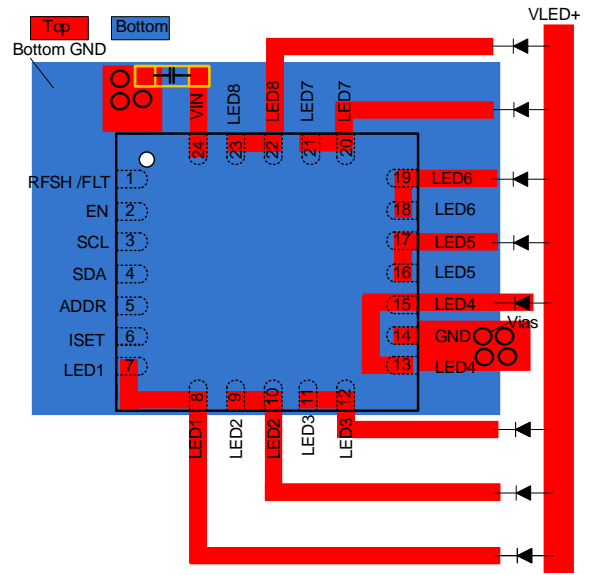 VLED+
Top
Bottom
Bottom GND
VIN
LED8
LED8
LED7
LED7
24
23
22
21
20
RFSH /FLT
1
19
LED6
EN
2
18
LED6
SCL
3
17
LED5
SDA
4
16
LED5
ADDR
5
15
LED4
ISET
6
14
GND
Vias
LED1
7
13
LED4
8
9
10
11
12
LED1
LED2
LED2
LED3
LED3